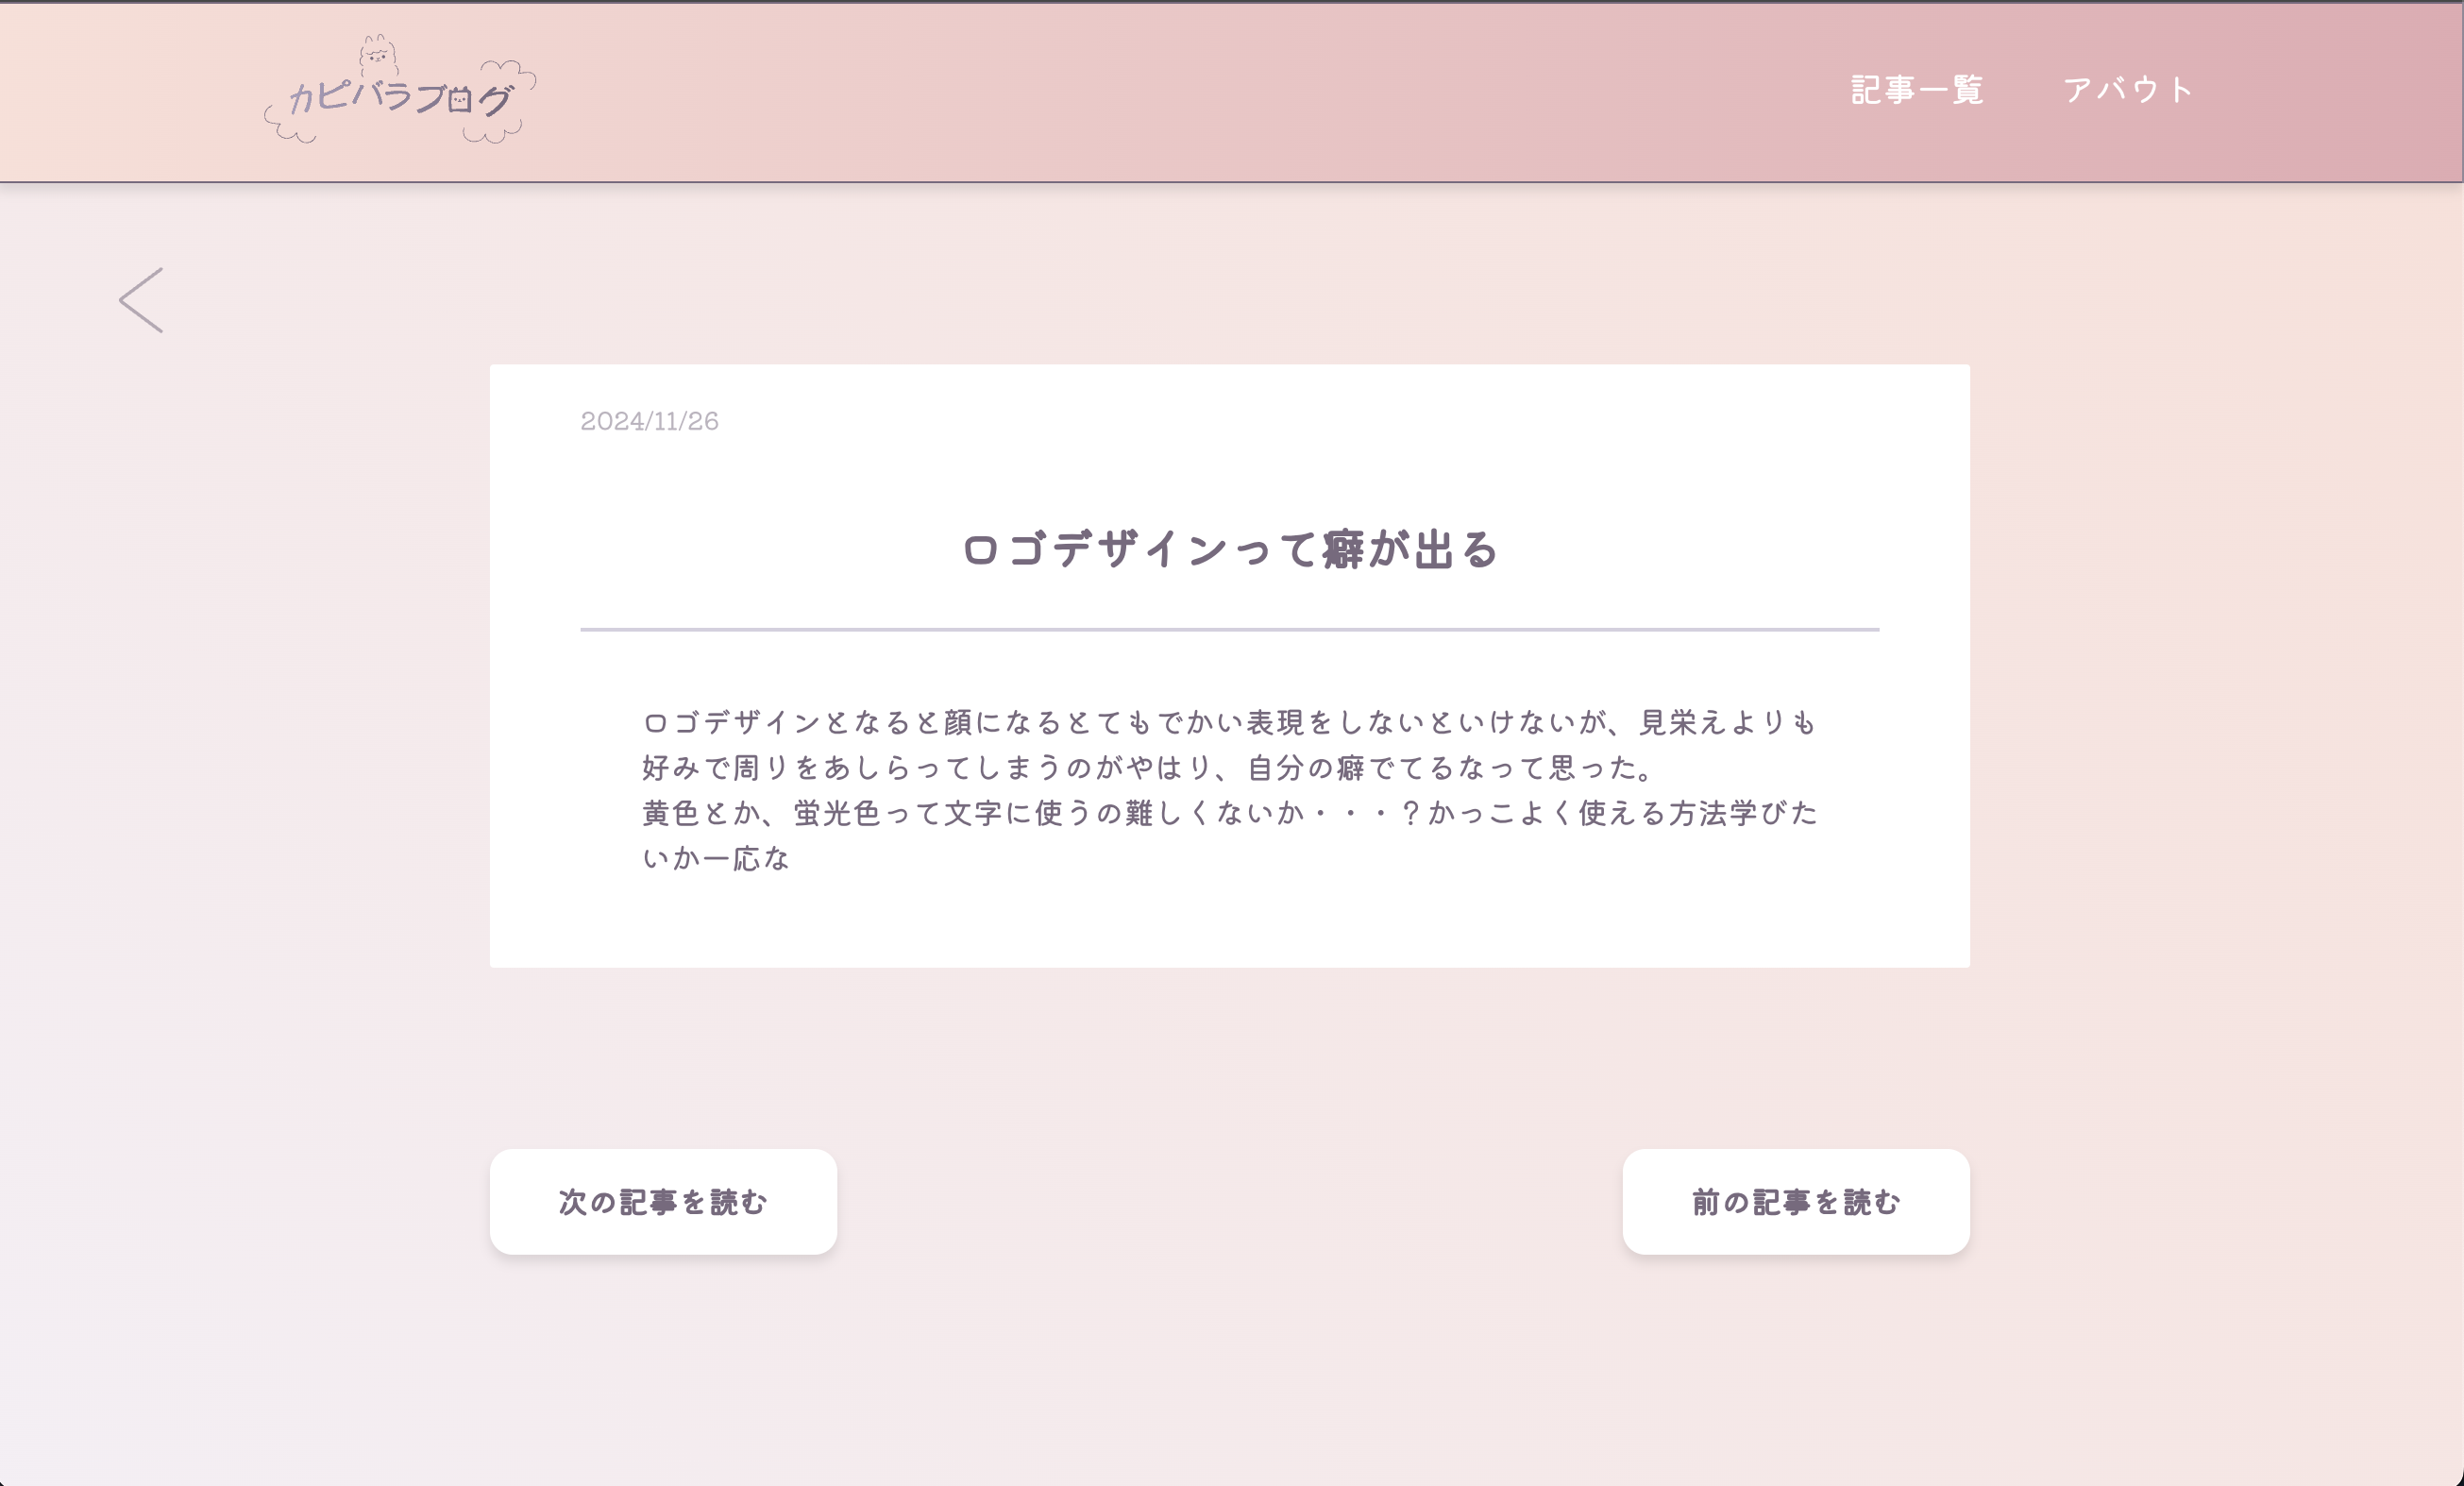 カピバラブログ
記事一覧 アバウト
2024/11/26
ロゴデザインって癖が出る
ロゴデザインとなると顔になるとてもでかい表現をしないといけないが、見栄えよりも
好みで周りをあしらってしまうのがやはり、自分の癖でてるなって思った。
黄色とか、蛍光色って文字に使うの難しくないか・・・？かっこよく使える方法学びた
いか一応な
次の記事を読む 前の記事を読む